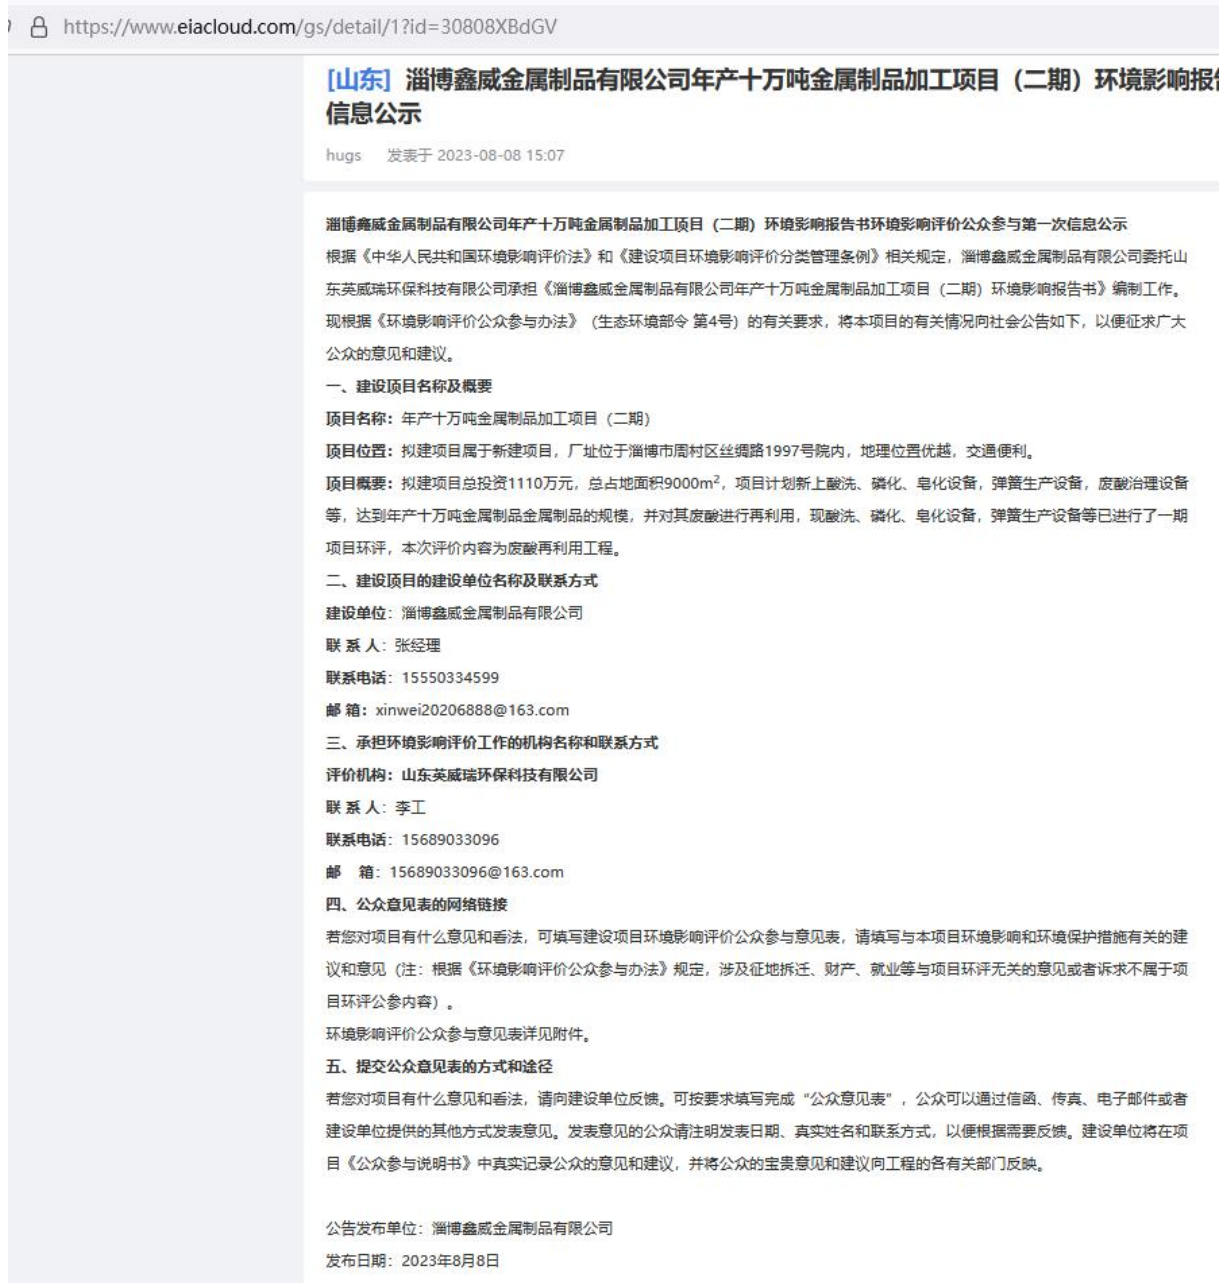 https://www.eiacloud.com/gs/detail/1?id=30808XBdGV
[山东] 淄博鑫威金属制品有限公司年产十万吨金属制品加工项目（二期）环境影响报
信息公示
hugs 发表于 2023-08-08 15:07
淄博鑫威金属制品有限公司年产十万吨金属制品加工项目（二期）环境影响报告书环境影响评价公众参与第一次信息公示
根据《中华人民共和国环境影响评价法》和《建设项目环境影响评价分类管理条例》相关规定，淄博鑫威金属制品有限公司委托山
东英威瑞环保科技有限公司承担《淄博鑫威金属制品有限公司年产十万吨金属制品加工项目（二期）环境影响报告书》编制工作。
现根据《环境影响评价公众参与办法》（生态环境部令 第4号）的有关要求，将本项目的有关情况向社会公告如下，以便征求广大
公众的意见和建议。
一、建设项目名称及概要
项目名称：年产十万吨金属制品加工项目（二期）
项目位置：拟建项目属于新建项目，厂址位于淄博市周村区丝绸路1997号院内，地理位置优越，交通便利。
项目概要：拟建项目总投资1110万元，总占地面积9000m²，项目计划新上酸洗、磷化、皂化设备，弹簧生产设备，废酸治理设备
等，达到年产十万吨金属制品金属制品的规模，并对其废酸进行再利用，现酸洗、磷化、皂化设备，弹簧生产设备等已进行了一期
项目环评，本次评价内容为废酸再利用工程。
二、建设项目的建设单位名称及联系方式
建设单位：淄博鑫威金属制品有限公司
联 系 人：张经理
联系电话：15550334599
邮 箱：xinwei20206888@163.com
三、承担环境影响评价工作的机构名称和联系方式
评价机构：山东英威瑞环保科技有限公司
联 系 人：李工
联系电话：15689033096
邮 箱：15689033096@163.com
四、公众意见表的网络链接
若您对项目有什么意见和看法，可填写建设项目环境影响评价公众参与意见表，请填写与本项目环境影响和环境保护措施有关的建
议和意见（注：根据《环境影响评价公众参与办法》规定，涉及征地拆迁、财产、就业等与项目环评无关的意见或者诉求不属于项
目环评公参内容）。
环境影响评价公众参与意见表详见附件。
五、提交公众意见表的方式和途径
若您对项目有什么意见和看法，请向建设单位反馈。可按要求填写完成“公众意见表”，公众可以通过信函、传真、电子邮件或者
建设单位提供的其他方式发表意见。发表意见的公众请注明发表日期、真实姓名和联系方式，以便根据需要反馈。建设单位将在项
目《公众参与说明书》中真实记录公众的意见和建议，并将公众的宝贵意见和建议向工程的各有关部门反映。
公告发布单位：淄博鑫威金属制品有限公司
发布日期：2023年8月8日